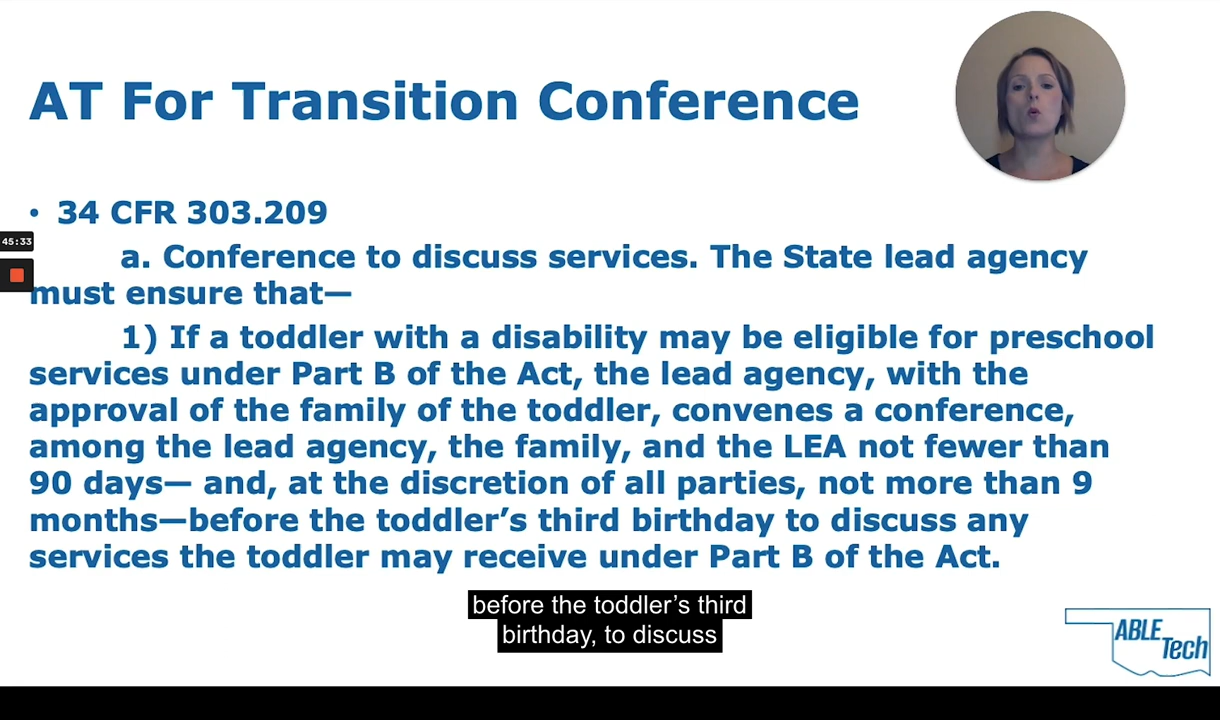 AT For Transition Conference
• 34 CFR 303.209
45:33
a. Conference to discuss services. The State lead agency
must ensure that—
1) If a toddler with a disability may be eligible for preschool
services under Part B of the Act, the lead agency, with the
approval of the family of the toddler, convenes a conference,
among the lead agency, the family, and the LEA not fewer than
90 days— and, at the discretion of all parties, not more than 9
months—before the toddler’s third birthday to discuss any
services the toddler may receive under Part B of the Act.
before the toddler’s third
birthday, to discuss
ABLE
Tech